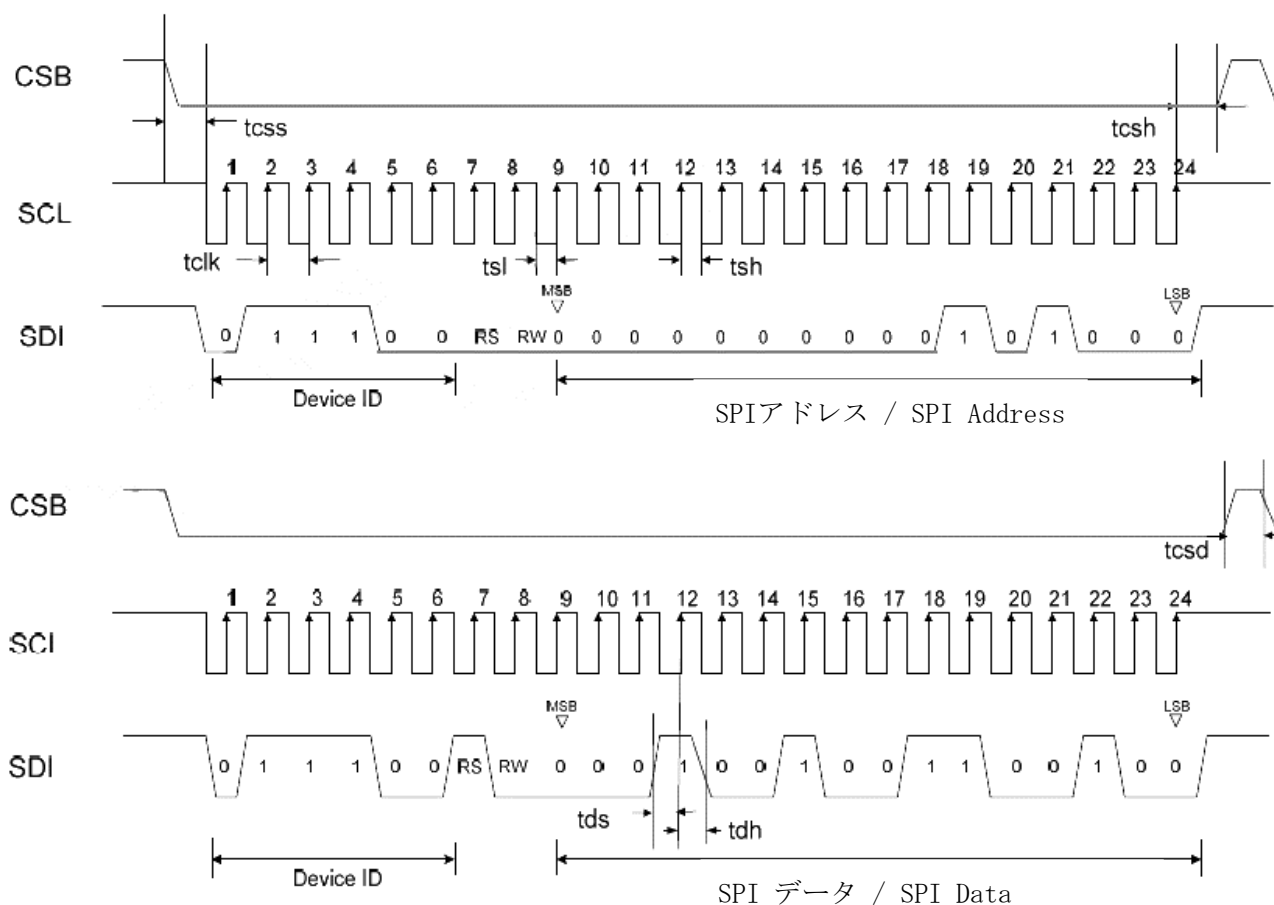 CSB
tcss
tcsh
1 2 3 4 5 6 7 8 9 10 11 12 13 14 15 16 17 18 19 20 21 22 23 24
SCL
tclk
tsl
tsh
MSB
LSB
SDI
0 1 1 1 0 0 RS RW 0 0 0 0 0 0 0 0 0 0 1 0 1 0 0 0
Device ID
SPIアドレス / SPI Address
CSB
tcsd
1 2 3 4 5 6 7 8 9 10 11 12 13 14 15 16 17 18 19 20 21 22 23 24
SCI
MSB
LSB
SDI
0 1 1 1 0 0 RS RW 0 0 0 1 0 0 1 0 0 1 1 0 0 1 0 0
tds
tdh
Device ID
SPI データ / SPI Data